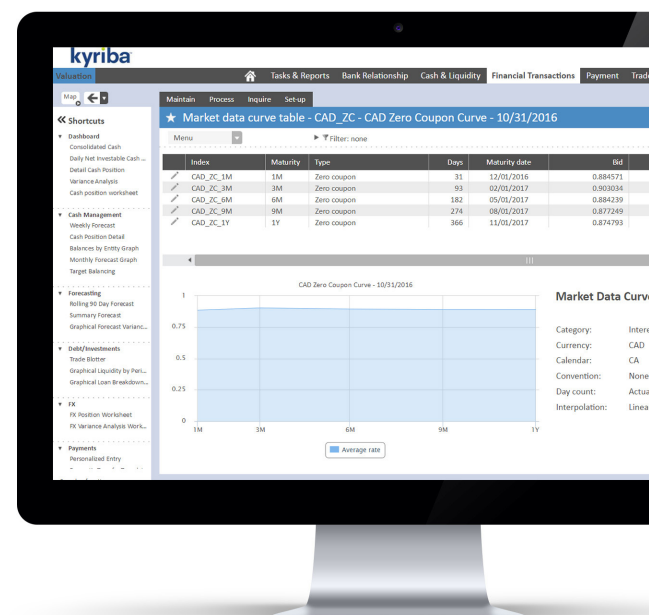 kyriba
Valuation
Tasks & Reports Bank Relationship Cash & Liquidity Financial Transactions Payment Trad
Map
Maintain Process Inquire Set-up
Shortcuts
★ Market data curve table - CAD_ZC - CAD Zero Coupon Curve - 10/31/2016
Menu
Filter: none
Dashboard
Consolidated Cash
Daily Net Investable Cash ...
Detail Cash Position
Variance Analysis
Cash position worksheet
Index Maturity Type Days Maturity date Bid
CAD_ZC_1M 1M Zero coupon 31 12/01/2016 0.884571
CAD_ZC_3M 3M Zero coupon 93 02/01/2017 0.903034
CAD_ZC_6M 6M Zero coupon 182 05/01/2017 0.884239
CAD_ZC_9M 9M Zero coupon 274 08/01/2017 0.877249
CAD_ZC_1Y 1Y Zero coupon 366 11/01/2017 0.874793
Cash Management
Weekly Forecast
Cash Position Detail
Balances by Entity Graph
Monthly Forecast Graph
Target Balancing
Forecasting
Rolling 90 Day Forecast
Summary Forecast
Graphical Forecast Varianc...
Debt/Investments
Trade Blotter
Graphical Liquidity by Peri...
Graphical Loan Breakdown...
FX
FX Position Worksheet
FX Variance Analysis Work...
Payments
Personalized Entry
CAD Zero Coupon Curve - 10/31/2016
1
0.75
0.5
0.25
0
1M 3M 6M 9M 1Y
Average rate
Market Data Curv
Category: Intere
Currency: CAD
Calendar: CA
Convention: None
Day count: Actua
Interpolation: Linea